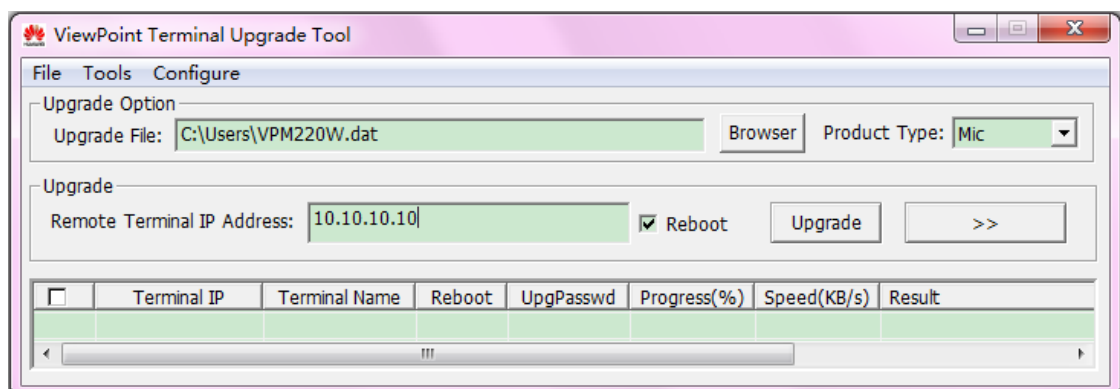 ViewPoint Terminal Upgrade Tool
File Tools Configure
Upgrade Option
Upgrade File: C:\Users\VPM220W.dat Browser Product Type: Mic
Upgrade
Remote Terminal IP Address: 10.10.10.10 Reboot Upgrade >>
Terminal IP Terminal Name Reboot UpgPasswd Progress(%) Speed(KB/s) Result